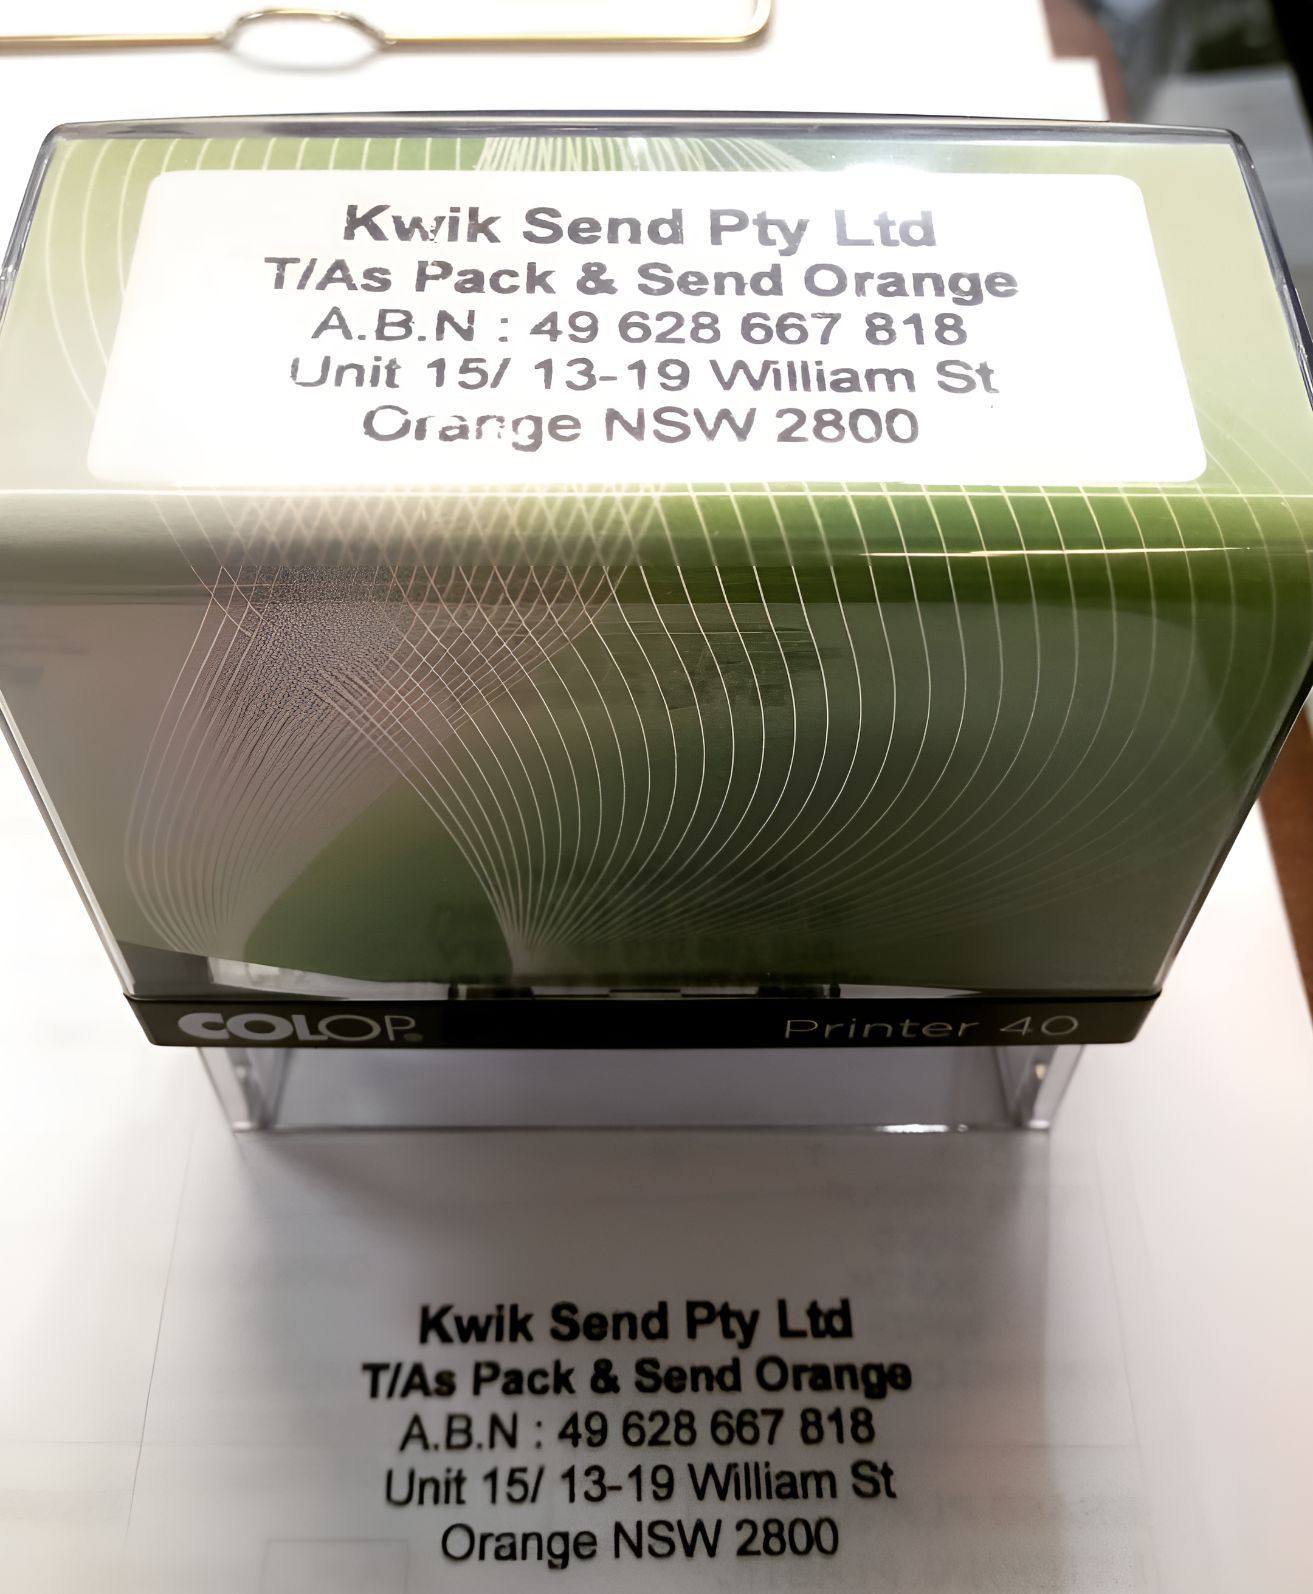 Kwik Send Pty Ltd
T/As Pack & Send Orange
A.B.N : 49 628 667 818
Unit 15/ 13-19 William St
Orange NSW 2800
COLOP
Printer 40
Kwik Send Pty Ltd
T/As Pack & Send Orange
A.B.N : 49 628 667 818
Unit 15/ 13-19 William St
Orange NSW 2800